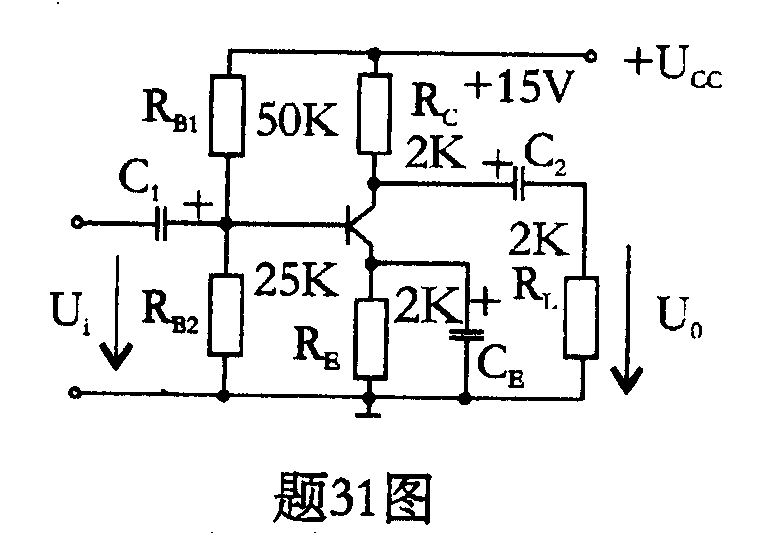 +U_CC
+15V
R_B1
50K
R_C
2K
+
C_2
C_1
+
2K
R_L
U_i
R_B2
25K
R_E
2K
+
C_E
U_0
题31图